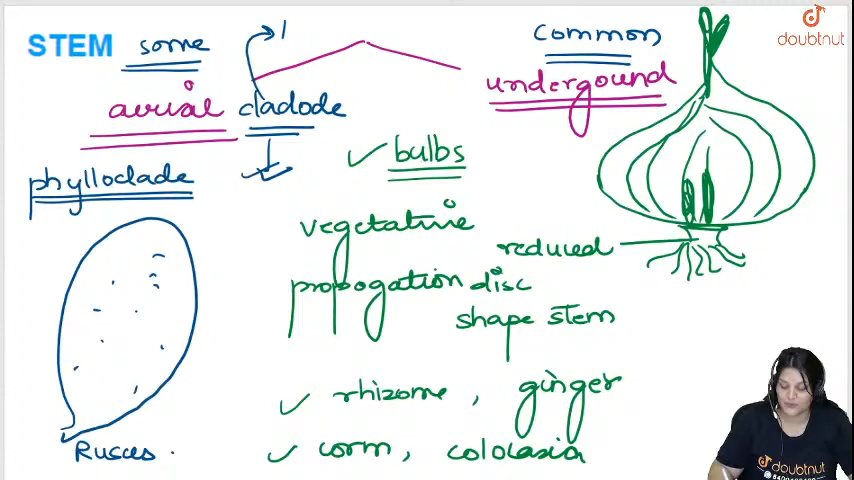 STEM some
common
doubtnut
undergound
aerial cladode
phylloclade
bulbs
vegetative
reduced
propogation disc
shape stem
rhizome, ginger
corm, colocasia
Ruscus.
doubtnut